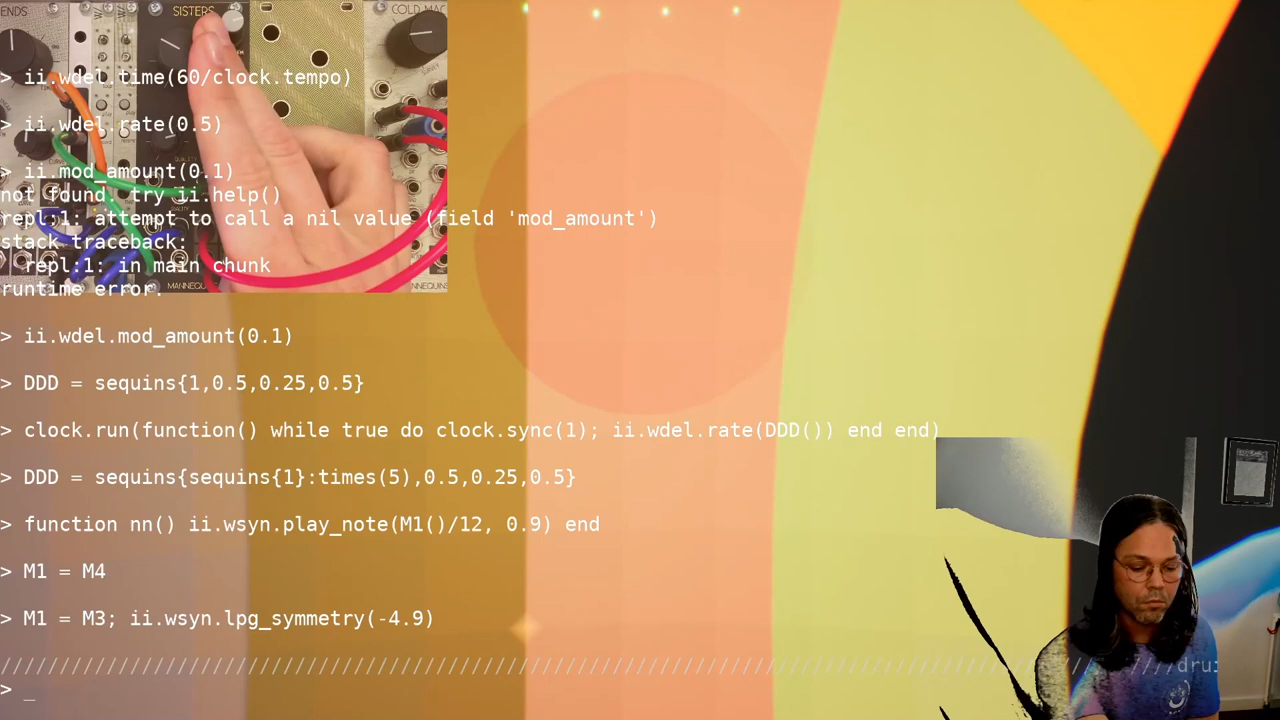 ENDS
SISTERS
COLD MAC
> ii.wdel.time(60/clock.tempo)
> ii.wdel.rate(0.5)
> ii.mod_amount(0.1)
not found. try ii.help()
repl:1: attempt to call a nil value (field 'mod_amount')
stack traceback:
repl:1: in main chunk
runtime error.
> ii.wdel.mod_amount(0.1)
> DDD = sequins{1,0.5,0.25,0.5}
> clock.run(function() while true do clock.sync(1); ii.wdel.rate(DDD()) end end)
> DDD = sequins{sequins{1}:times(5),0.5,0.25,0.5}
> function nn() ii.wsyn.play_note(M1()/12, 0.9) end
> M1 = M4
> M1 = M3; ii.wsyn.lpg_symmetry(-4.9)
> _